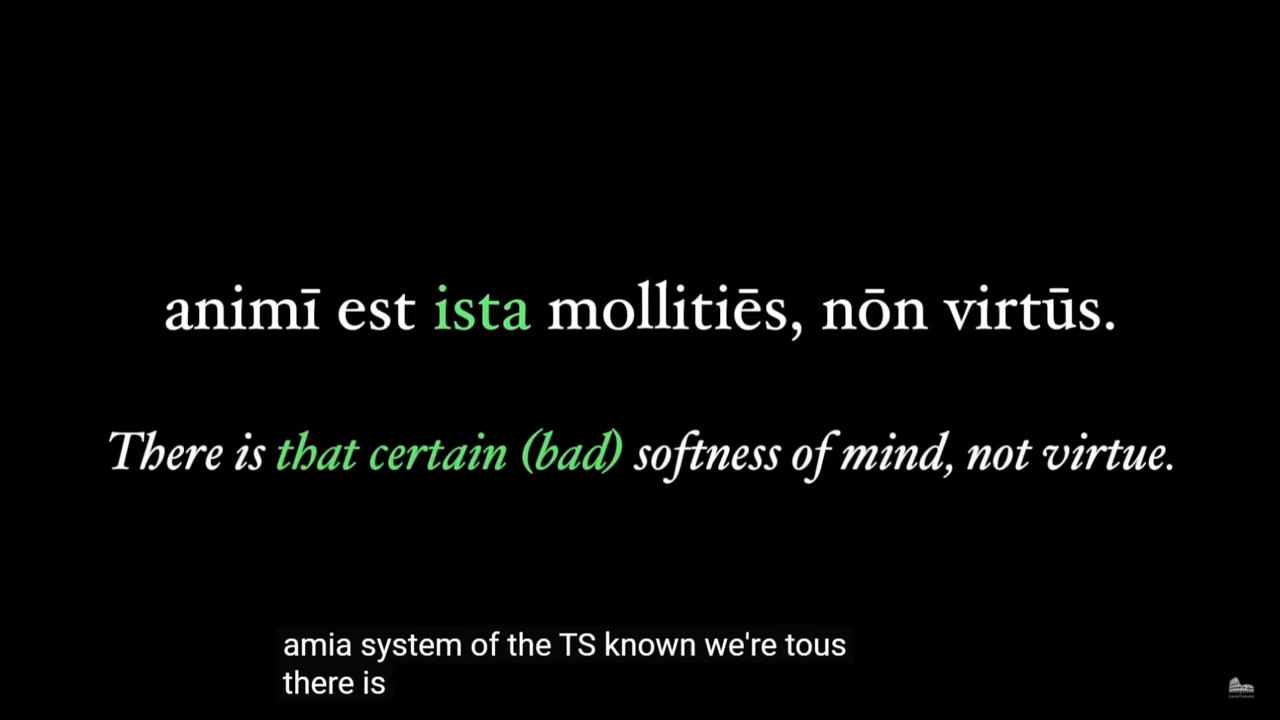 animī est ista mollitiēs, nōn virtūs.
There is that certain (bad) softness of mind, not virtue.
amia system of the TS known we're tous
there is